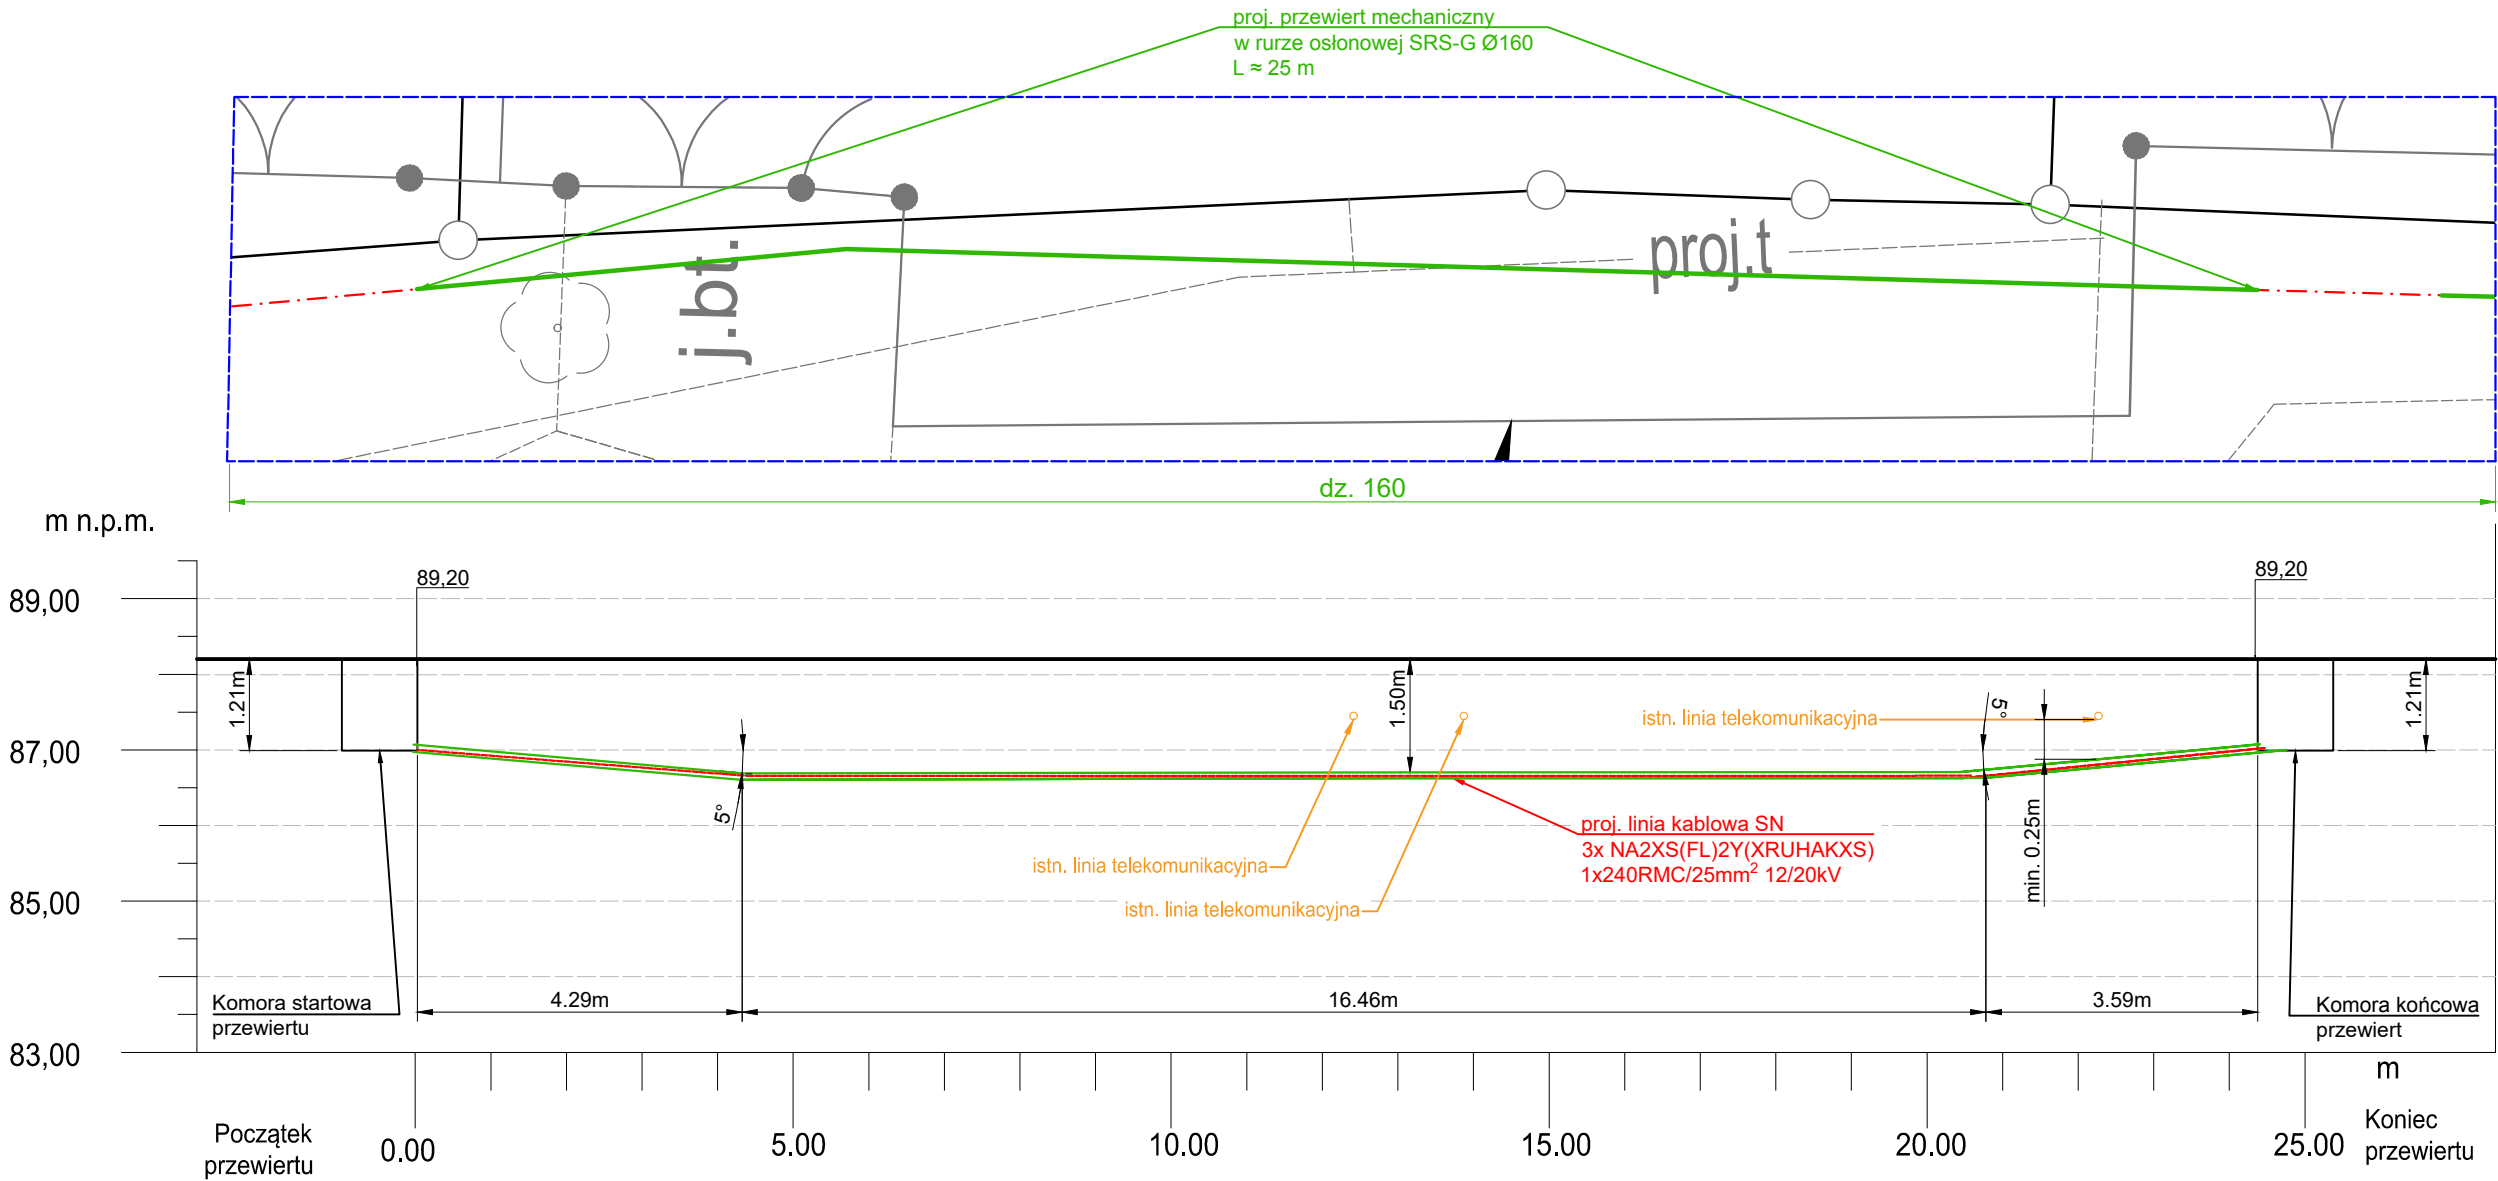 proj. przewiert mechaniczny
w rurze osłonowej SRS-G Ø160
L ≈ 25 m
j.bt.
proj.t
dz. 160
m n.p.m.
89,20
89,20
89,00
87,00
85,00
83,00
1.21m
1.50m
1.21m
istn. linia telekomunikacyjna
5°
5°
min. 0.25m
proj. linia kablowa SN
3x NA2XS(FL)2Y(XRUHAKXS)
1x240RMC/25mm² 12/20kV
istn. linia telekomunikacyjna
istn. linia telekomunikacyjna
Komora startowa
przewiertu
4.29m
16.46m
3.59m
Komora końcowa
przewiert
m
Początek
przewiertu
0.00
5.00
10.00
15.00
20.00
25.00
Koniec
przewiertu